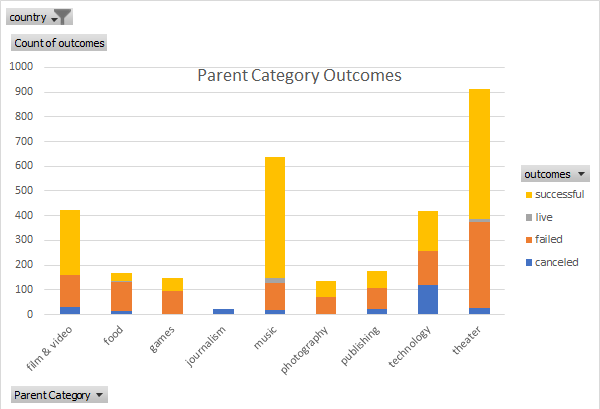 country
Count of outcomes
Parent Category Outcomes
1000
900
800
700
600
500
400
300
200
100
0
film & video
food
games
journalism
music
photography
publishing
technology
theater
outcomes
successful
live
failed
canceled
Parent Category